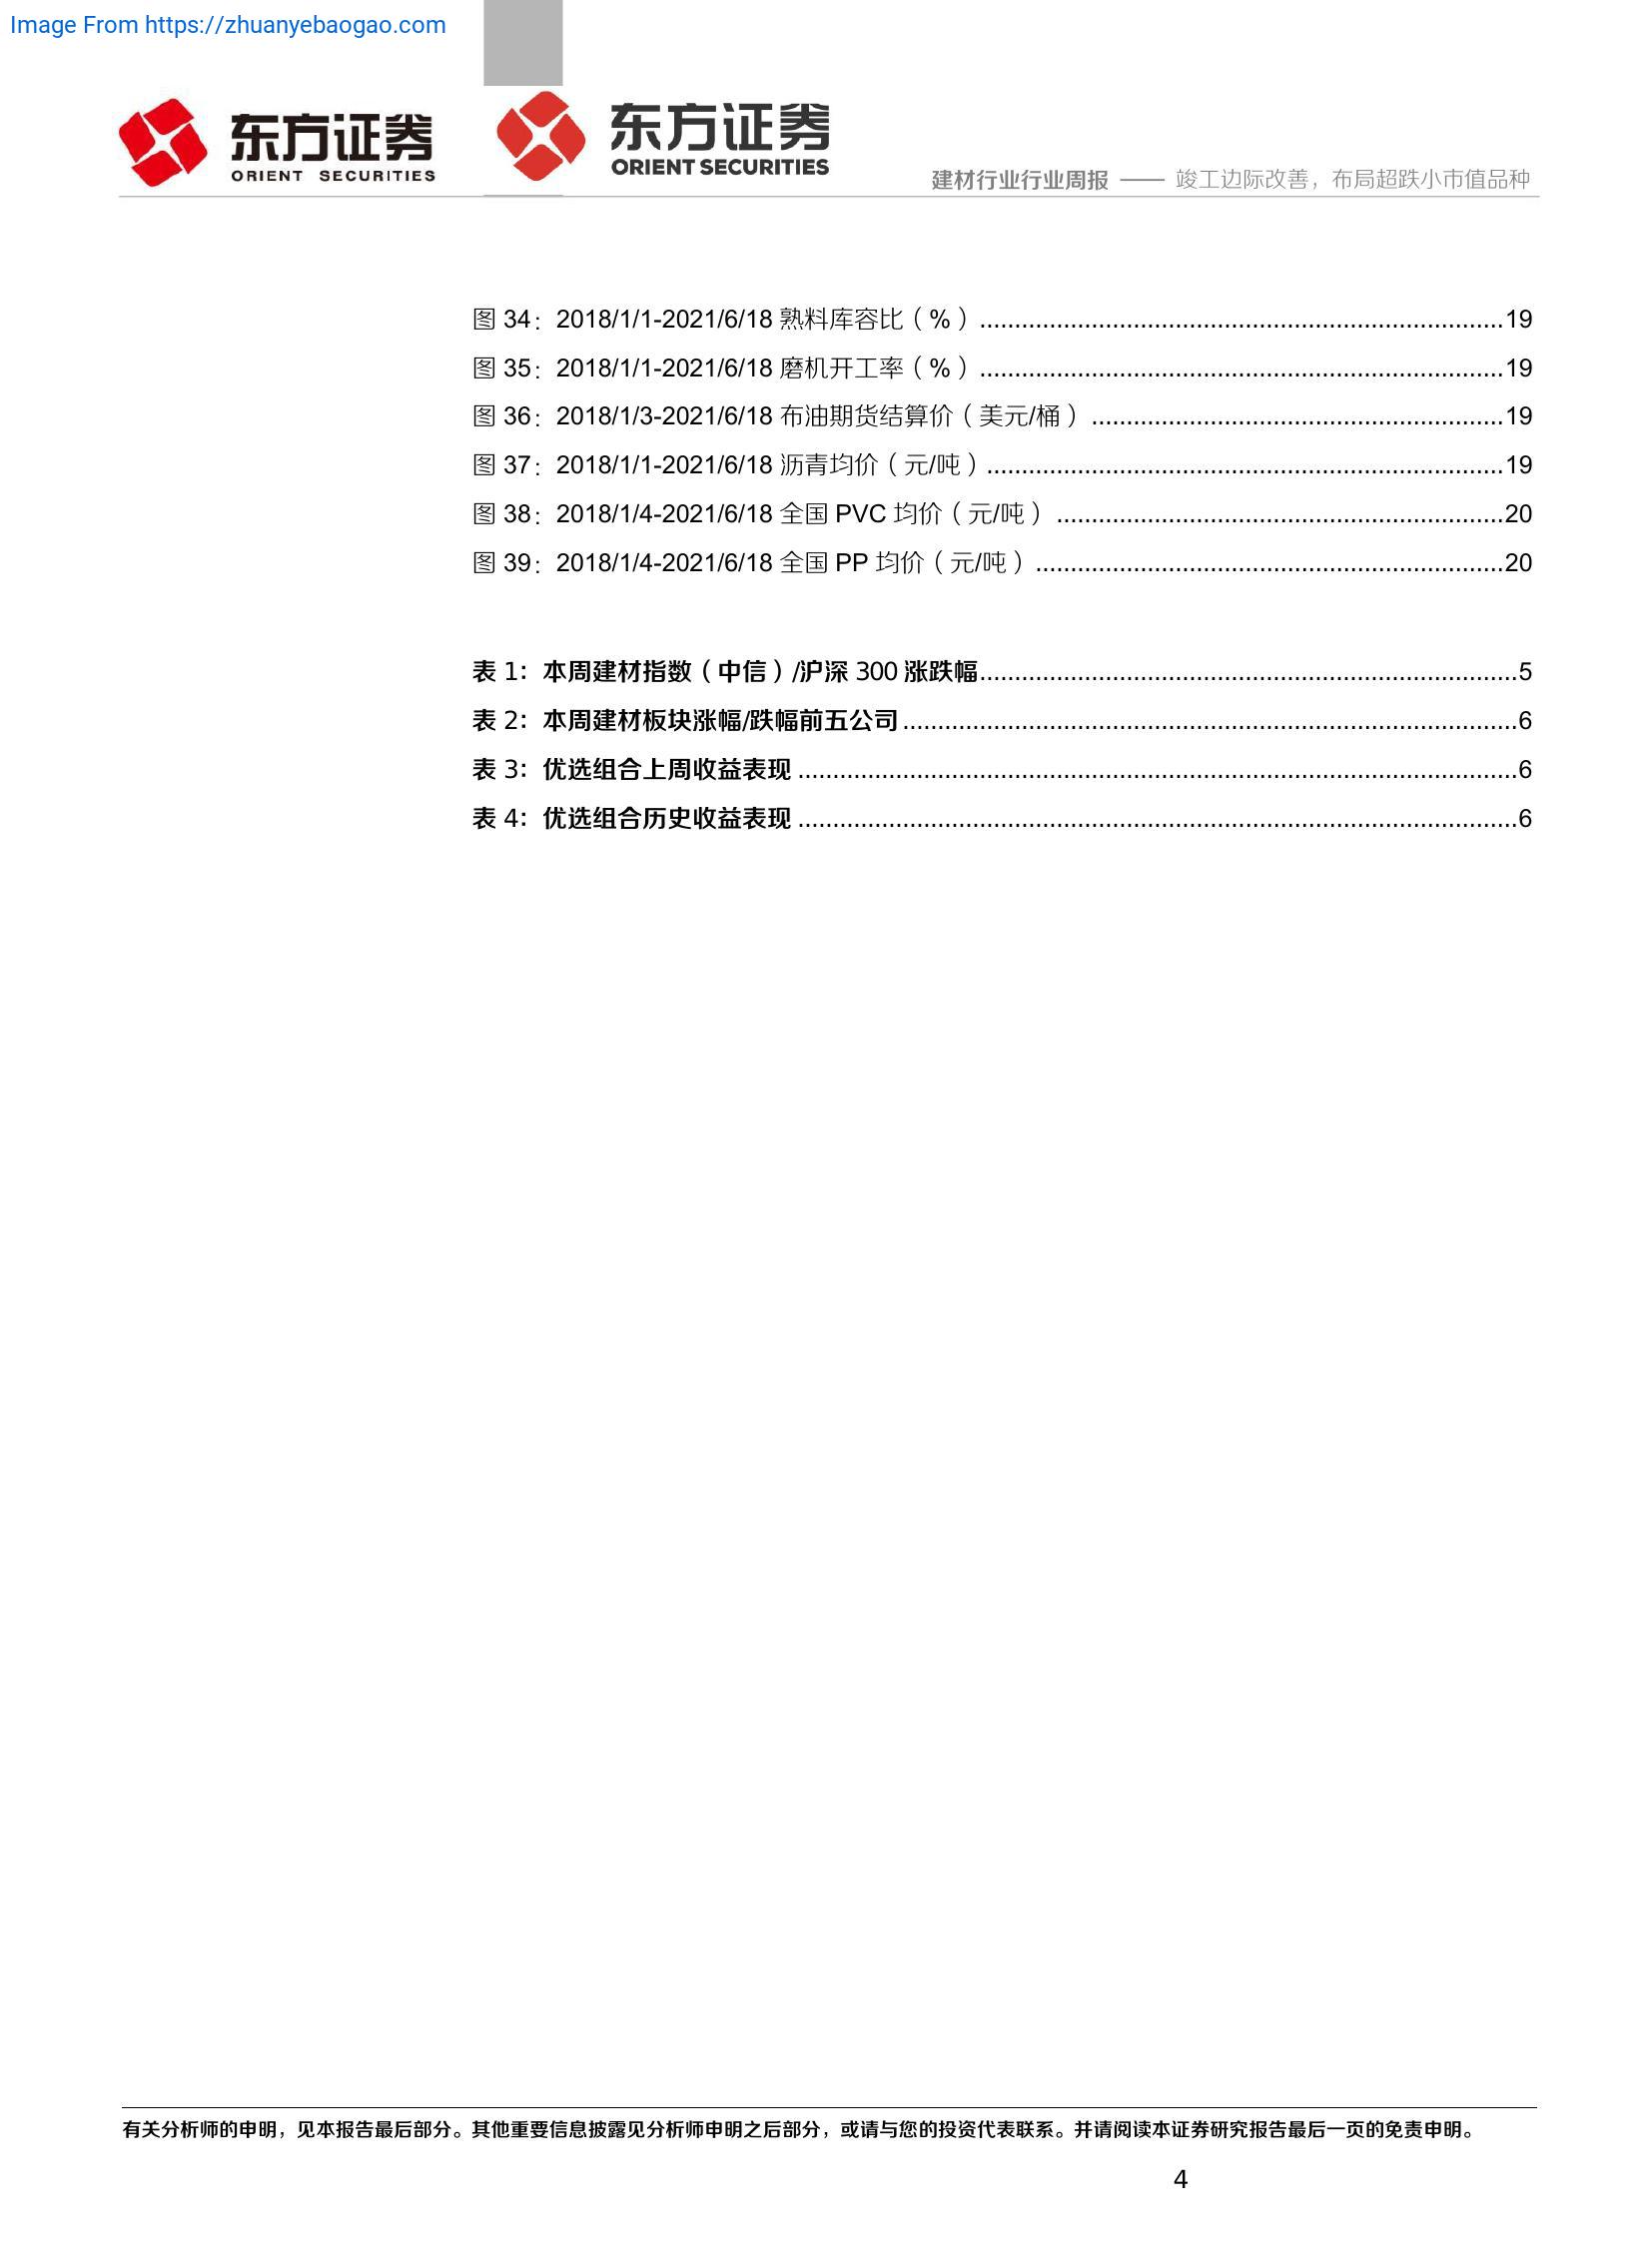 Image From https://zhuanyebaogao.com
东方证券
ORIENT SECURITIES
东方证券
ORIENT SECURITIES
建材行业行业周报 —— 竣工边际改善，布局超跌小市值品种
图 34：2018/1/1-2021/6/18 熟料库容比（%）...........................................................................19
图 35：2018/1/1-2021/6/18 磨机开工率（%）...........................................................................19
图 36：2018/1/3-2021/6/18 布油期货结算价（美元/桶）...........................................................19
图 37：2018/1/1-2021/6/18 沥青均价（元/吨）..........................................................................19
图 38：2018/1/4-2021/6/18 全国 PVC 均价（元/吨）................................................................20
图 39：2018/1/4-2021/6/18 全国 PP 均价（元/吨）...................................................................20
表 1：本周建材指数（中信）/沪深 300 涨跌幅.............................................................................5
表 2：本周建材板块涨幅/跌幅前五公司........................................................................................6
表 3：优选组合上周收益表现.......................................................................................................6
表 4：优选组合历史收益表现.......................................................................................................6
有关分析师的申明，见本报告最后部分。其他重要信息披露见分析师申明之后部分，或请与您的投资代表联系。并请阅读本证券研究报告最后一页的免责申明。
4